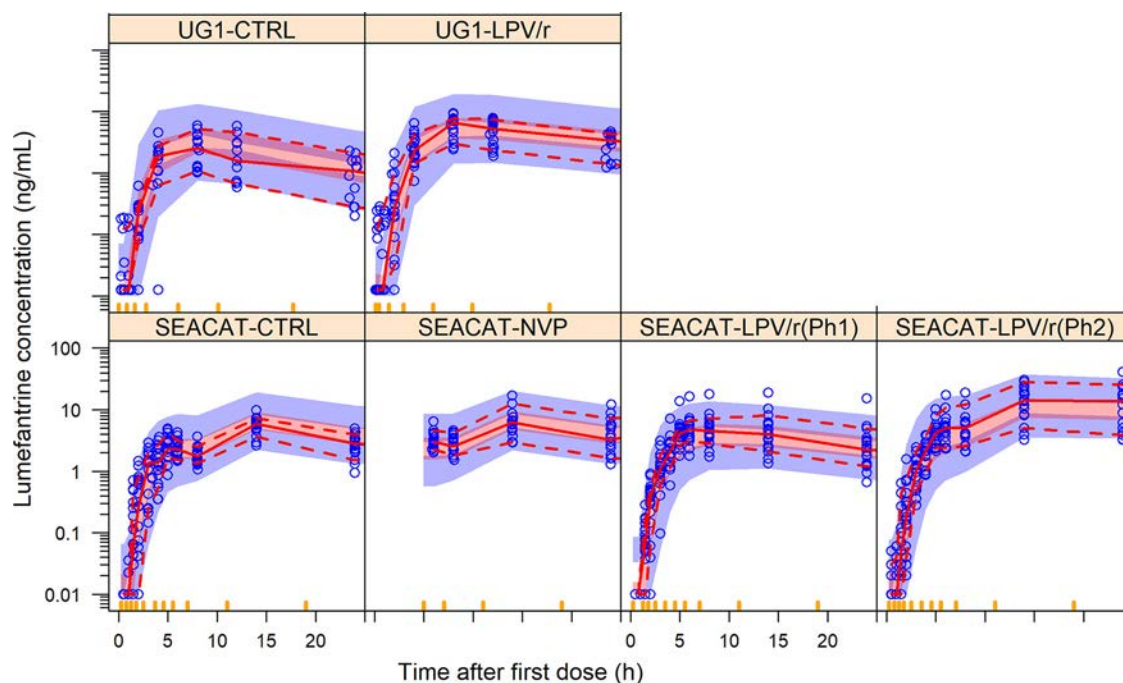 UG1-CTRL UG1-LPV/r
SEACAT-CTRL SEACAT-NVP SEACAT-LPV/r(Ph1) SEACAT-LPV/r(Ph2)
Lumefantrine concentration (ng/mL)
100
10
1
0.1
0.01
0 5 10 15 20 0 5 10 15 20
Time after first dose (h)